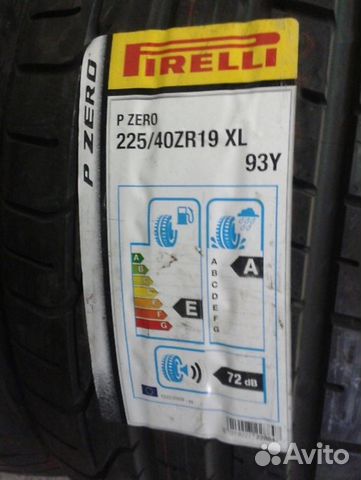 PIRELLI
P ZERO
P ZERO
225/40ZR19 XL
93Y
A
B
C
D
E
F
G
E
A
B
C
D
E
F
G
A
72 dB
Avito